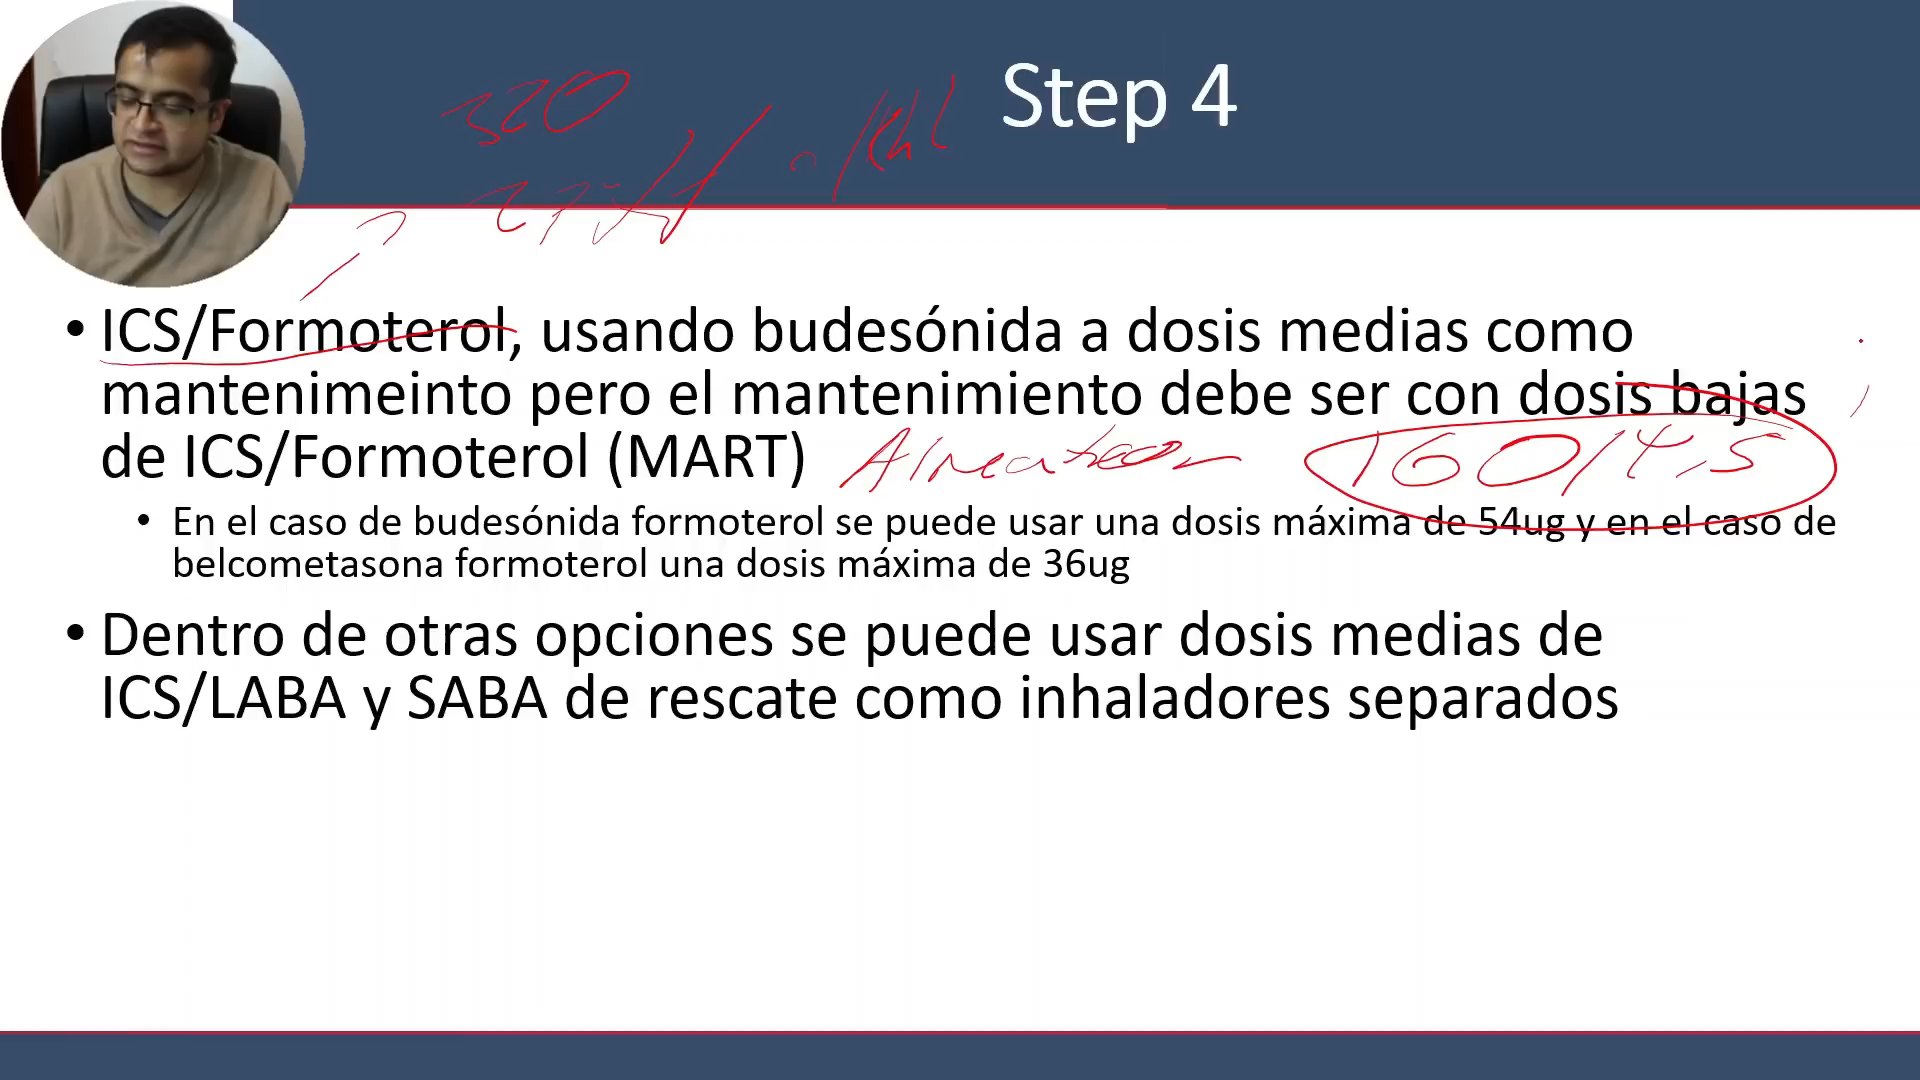 Step 4
320
• ICS/Formoterol, usando budesónida a dosis medias como
mantenimeinto pero el mantenimiento debe ser con dosis bajas
de ICS/Formoterol (MART) 160/4,5
• En el caso de budesónida formoterol se puede usar una dosis máxima de 54ug y en el caso de
belcometasona formoterol una dosis máxima de 36ug
• Dentro de otras opciones se puede usar dosis medias de
ICS/LABA y SABA de rescate como inhaladores separados